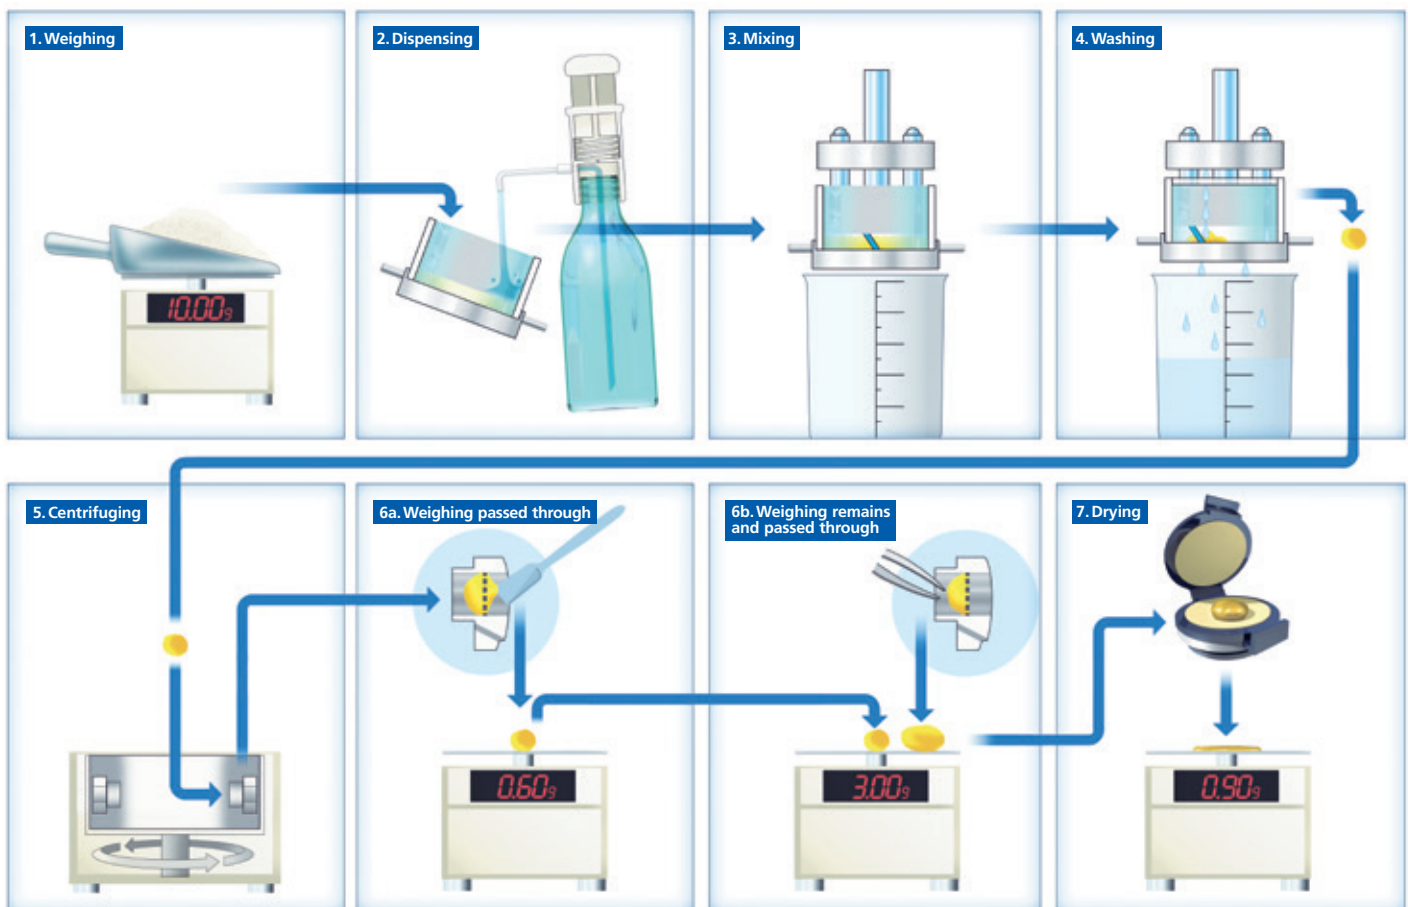 1. Weighing
2. Dispensing
3. Mixing
4. Washing
10.00g
5. Centrifuging
6a. Weighing passed through
6b. Weighing remains
and passed through
7. Drying
0.60g
3.00g
0.90g